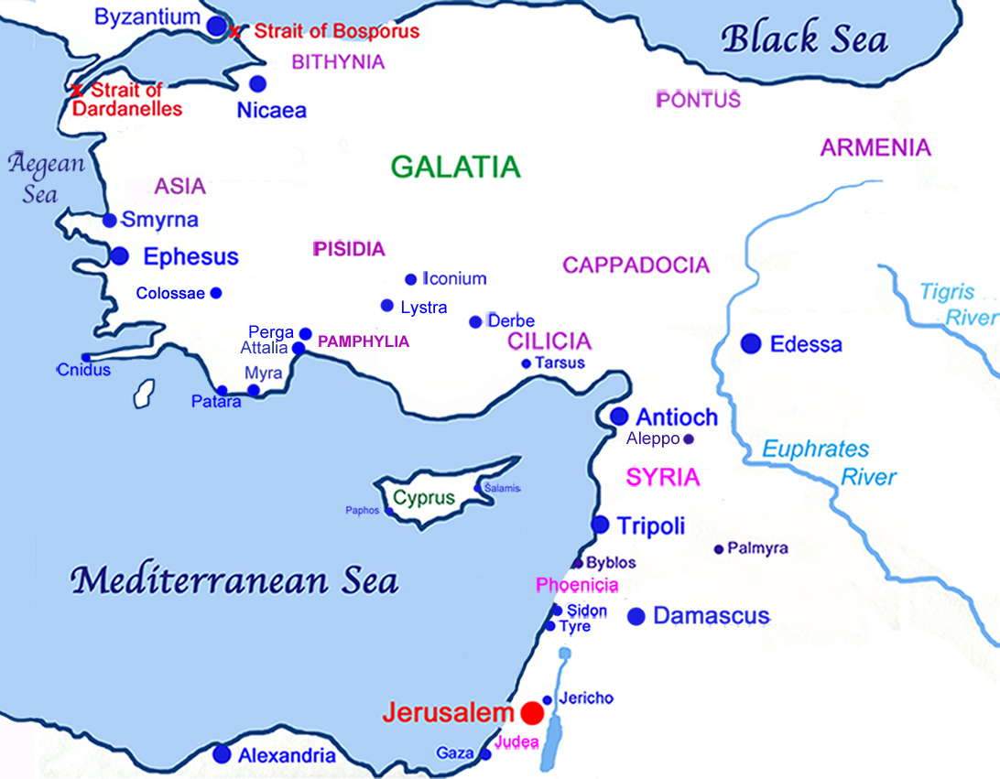 Byzantium
Strait of Bosporus
Black Sea
BITHYNIA
Strait of
Dardanelles
Nicaea
PONTUS
ARMENIA
Aegean
Sea
GALATIA
ASIA
Smyrna
Ephesus
PISIDIA
CAPPADOCIA
Iconium
Colossae
Lystra
Tigris
River
Derbe
Perga
PAMPHYLIA
CILICIA
Attalia
Edessa
Tarsus
Cnidus
Myra
Patara
Antioch
Aleppo
Euphrates
River
SYRIA
Salamis
Cyprus
Paphos
Tripoli
Palmyra
Byblos
Mediterranean Sea
Phoenicia
Sidon
Damascus
Tyre
Jericho
Jerusalem
Judea
Gaza
Alexandria